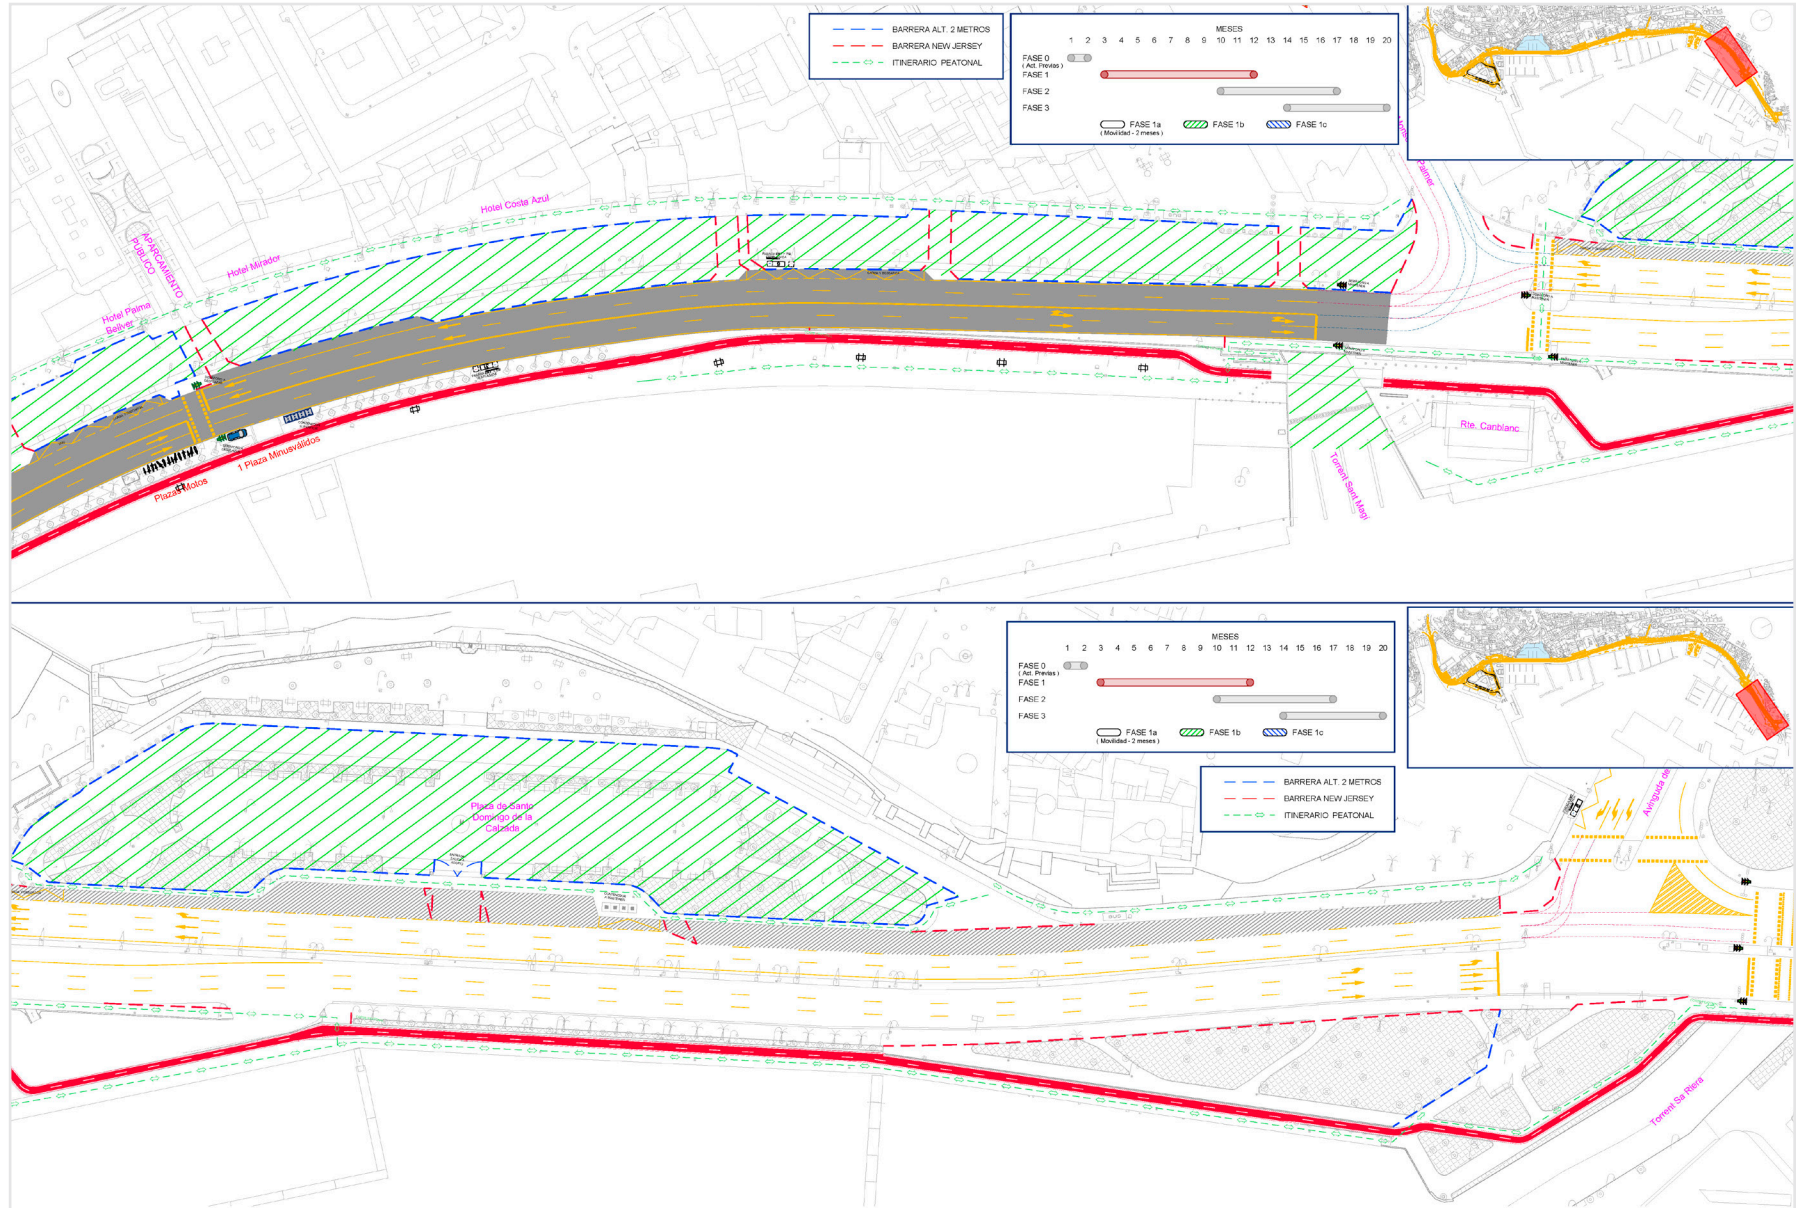 BARRERA ALT. 2 METROS
BARRERA NEW JERSEY
ITINERARIO PEATONAL
MESES
1 2 3 4 5 6 7 8 9 10 11 12 13 14 15 16 17 18 19 20
FASE 0
( Act. Previas )
FASE 1
FASE 2
FASE 3
FASE 1a
( Movilidad - 2 meses )
FASE 1b
FASE 1c
Palmer
Hotel Costa Azul
Hotel Mirador
APARCAMIENTO
PÚBLICO
Hotel Palma
Bellver
1 Plaza Minusválidos
Plazas Motos
Rte. Canblanc
Torrent Sant Magi
MESES
1 2 3 4 5 6 7 8 9 10 11 12 13 14 15 16 17 18 19 20
FASE 0
( Act. Previas )
FASE 1
FASE 2
FASE 3
FASE 1a
( Movilidad - 2 meses )
FASE 1b
FASE 1c
BARRERA ALT. 2 METROS
BARRERA NEW JERSEY
ITINERARIO PEATONAL
Plaza de Santo
Domingo de la
Calzada
Avinguda de
Torrent Sa Riera